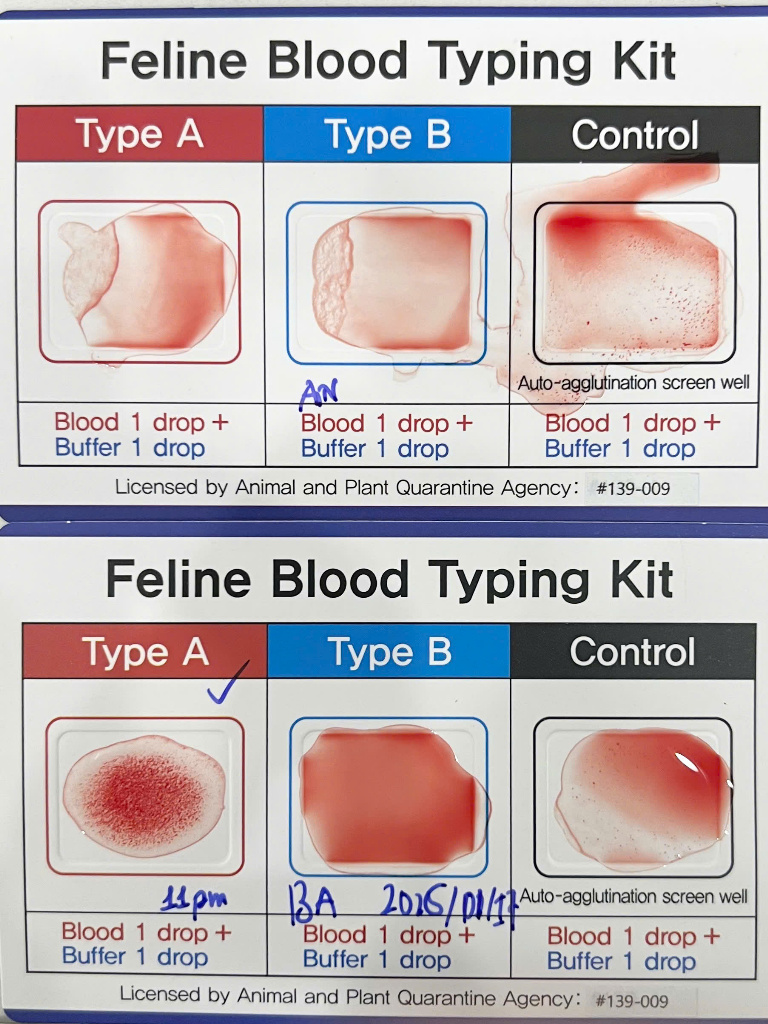 Feline Blood Typing Kit
Type A Type B Control
Auto-agglutination screen well
AN
Blood 1 drop + Blood 1 drop + Blood 1 drop +
Buffer 1 drop Buffer 1 drop Buffer 1 drop
Licensed by Animal and Plant Quarantine Agency: #139-009
Feline Blood Typing Kit
Type A Type B Control
11pm BA Auto-agglutination screen well
Blood 1 drop + Blood 1 drop + Blood 1 drop +
Buffer 1 drop Buffer 1 drop Buffer 1 drop
Licensed by Animal and Plant Quarantine Agency: #139-009